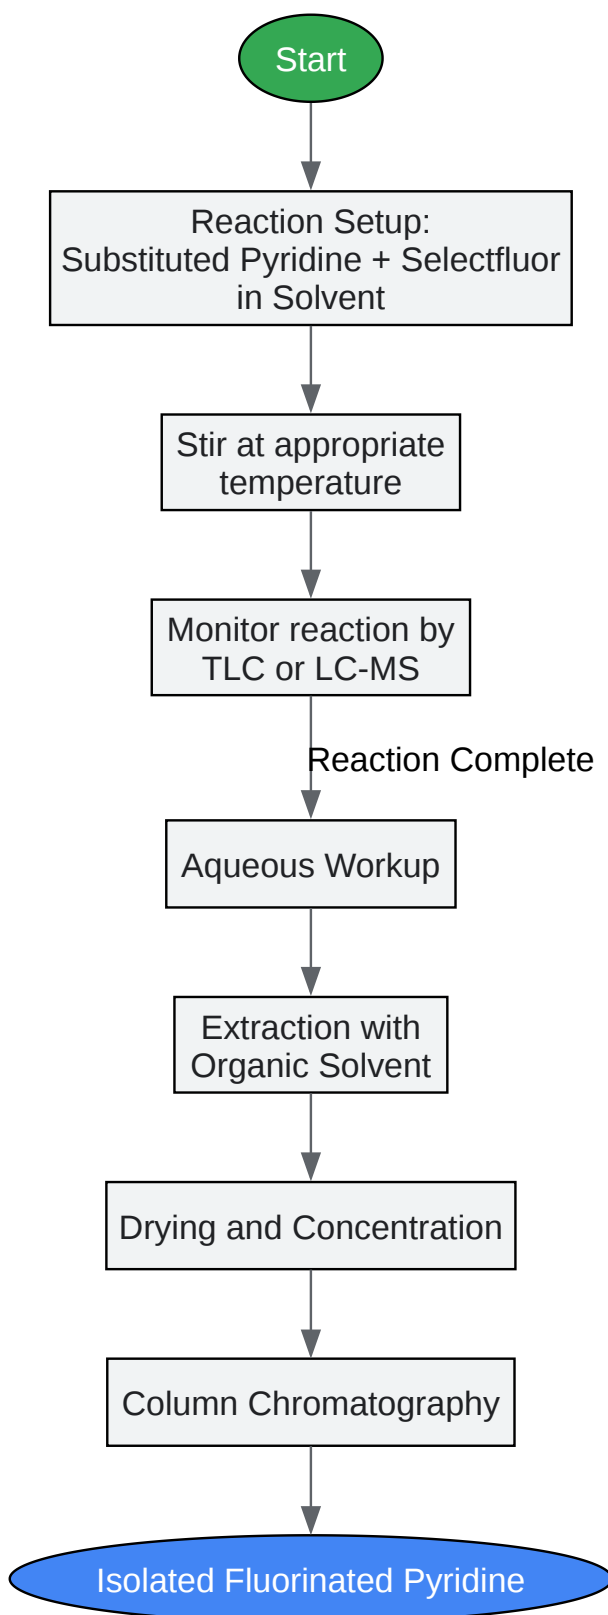 Start
Reaction Setup:
Substituted Pyridine + Selectfluor
in Solvent
Stir at appropriate
temperature
Monitor reaction by
TLC or LC-MS
Reaction Complete
Aqueous Workup
Extraction with
Organic Solvent
Drying and Concentration
Column Chromatography
Isolated Fluorinated Pyridine